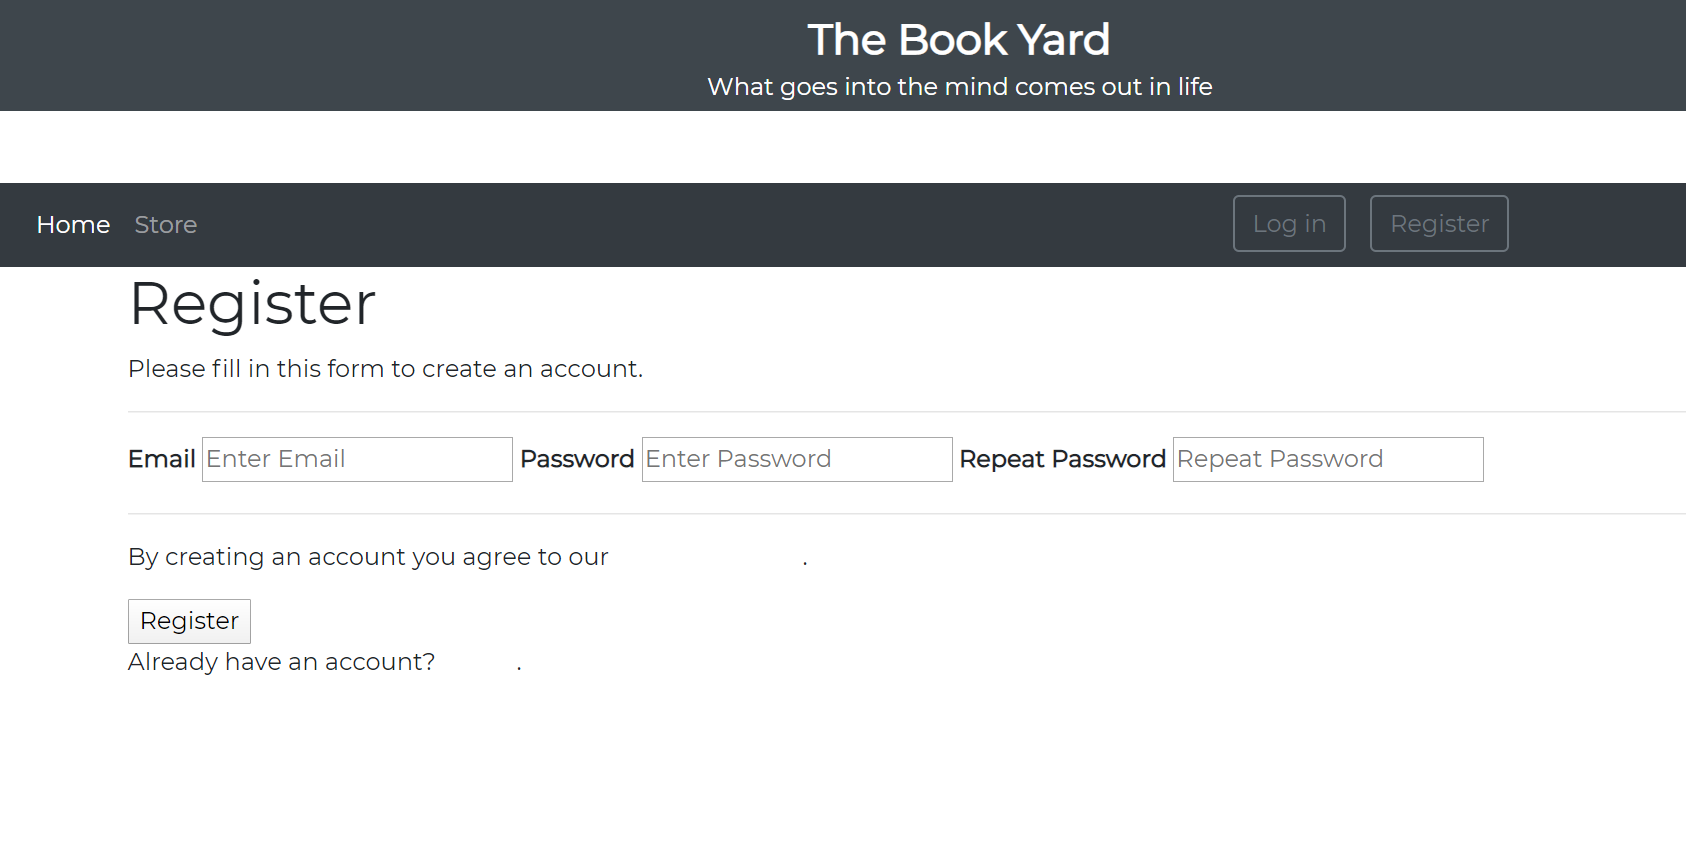 The Book Yard
What goes into the mind comes out in life
Home Store Log in Register
Register
Please fill in this form to create an account.
Email Enter Email Password Enter Password Repeat Password Repeat Password
By creating an account you agree to our .
Register
Already have an account? .